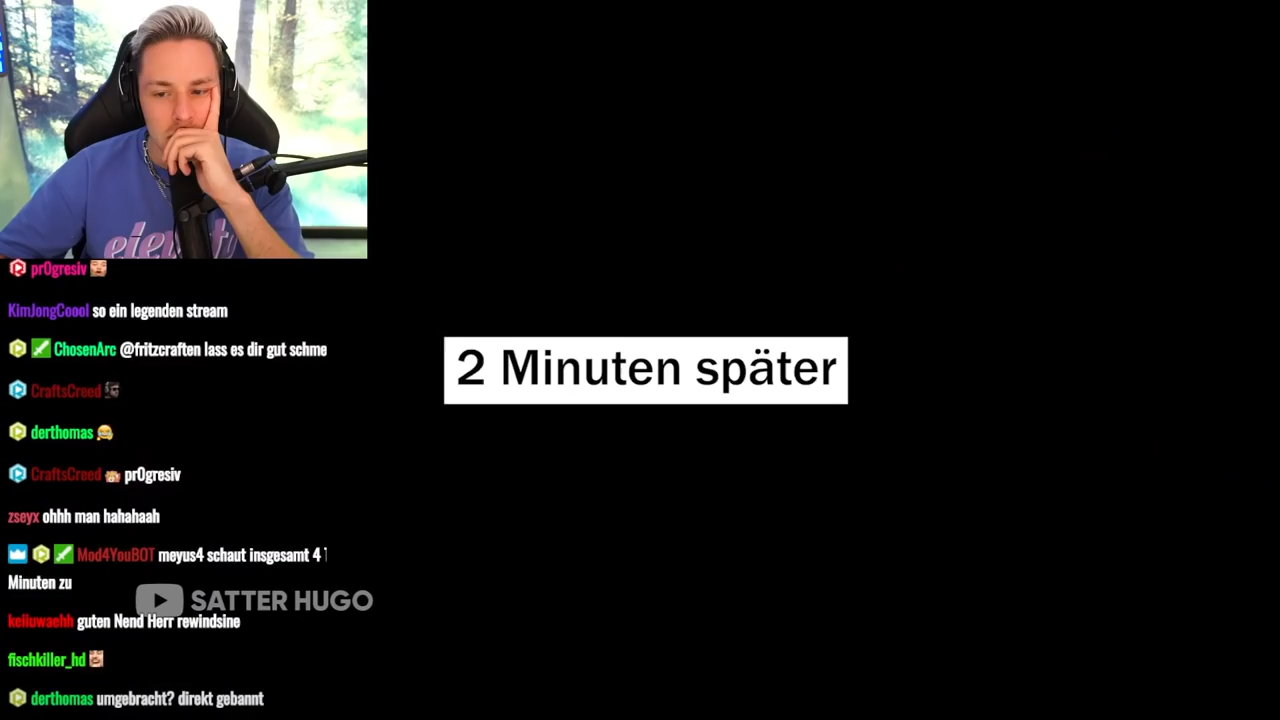 pr0gresiv
KimJongCoool so ein legenden stream
ChosenArc @fritzcraften lass es dir gut schme
CraftsCreed
derthomas
CraftsCreed pr0gresiv
zseyx ohhh man hahahaah
Mod4YouBOT meyus4 schaut insgesamt 4
Minuten zu
keiluwaehh guten Nend Herr rewindsine
fischkiller_hd
derthomas umgebracht? direkt gebannt
2 Minuten später
SATTER HUGO